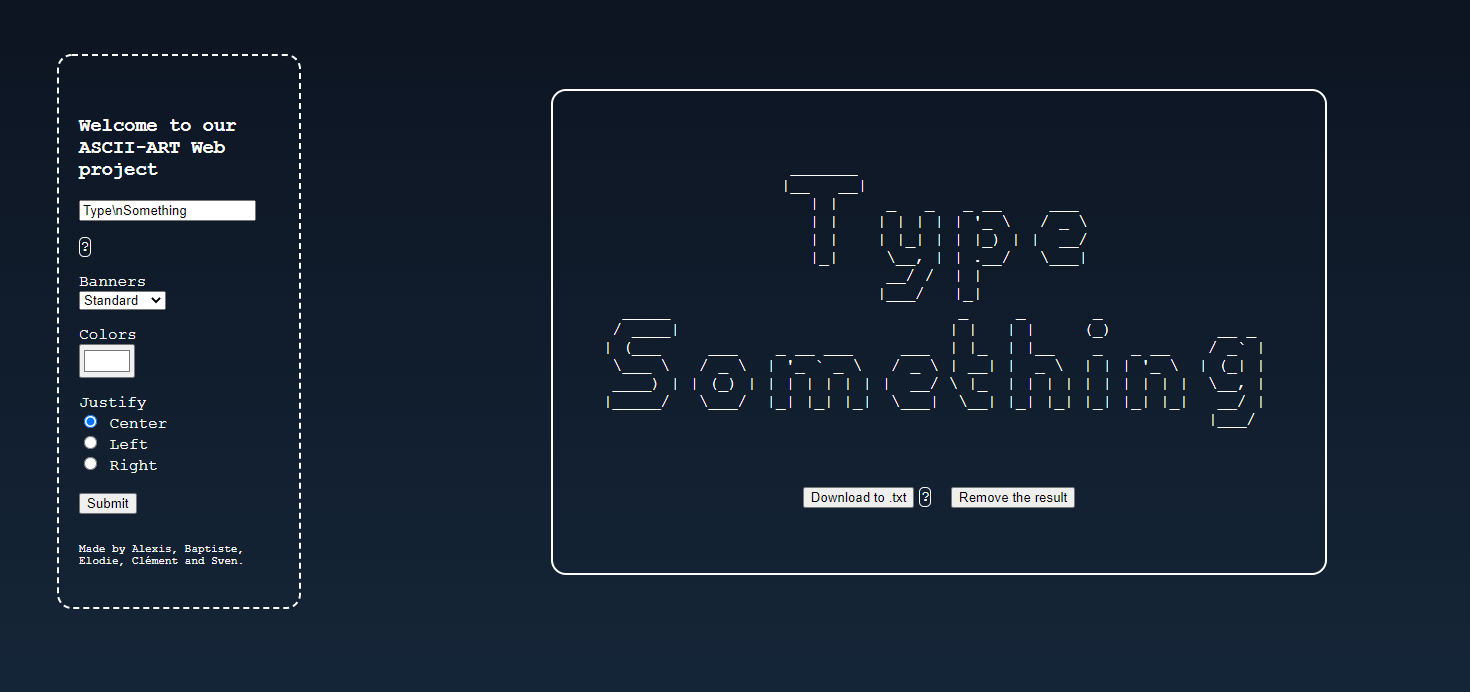 Welcome to our
ASCII-ART Web
project
Type\nSomething
?
Banners
Standard
Colors
Justify
Center
Left
Right
Submit
Made by Alexis, Baptiste,
Elodie, Clément and Sven.
Type
Something
Download to .txt ? Remove the result